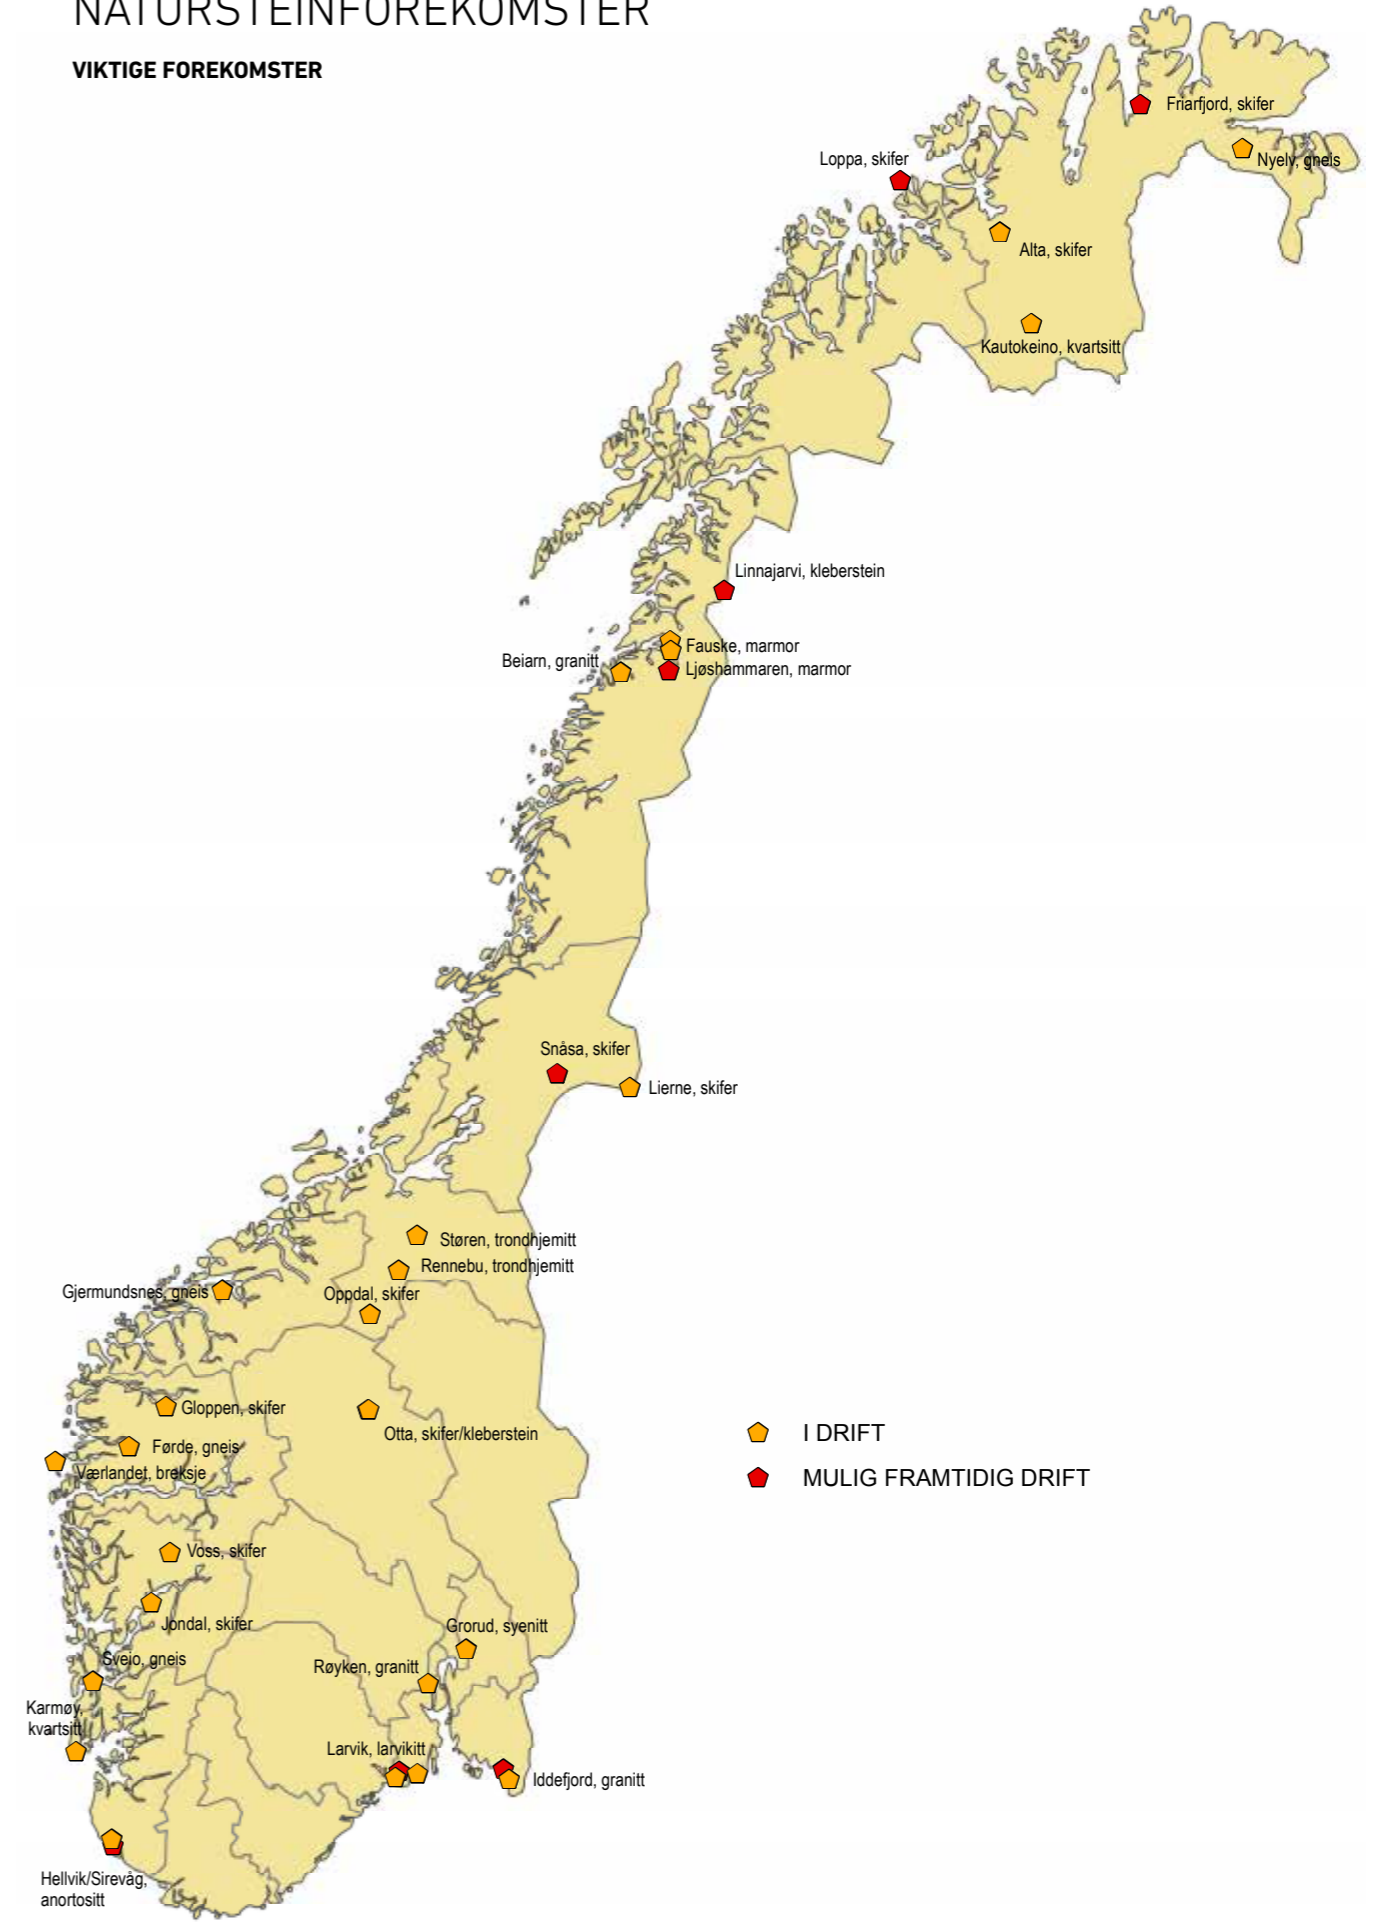 NATURSTEINFOREKOMSTER
VIKTIGE FOREKOMSTER
Friarfjord, skifer
Loppa, skifer
Nyelv, gneis
Alta, skifer
Kautokeino, kvartsitt
Linnajarvi, kleberstein
Fauske, marmor
Beiarn, granitt
Ljøshammaren, marmor
Snåsa, skifer
Lierne, skifer
Støren, trondhjemitt
Rennebu, trondhjemitt
Gjermundsnes, gneis
Oppdal, skifer
Gloppen, skifer
Otta, skifer/kleberstein
I DRIFT
Førde, gneis
Værlandet, breksje
MULIG FRAMTIDIG DRIFT
Voss, skifer
Jondal, skifer
Grorud, syenitt
Sveio, gneis
Røyken, granitt
Karmøy,
kvartsitt
Larvik, larvikitt
Iddefjord, granitt
Hellvik/Sirevåg,
anortositt